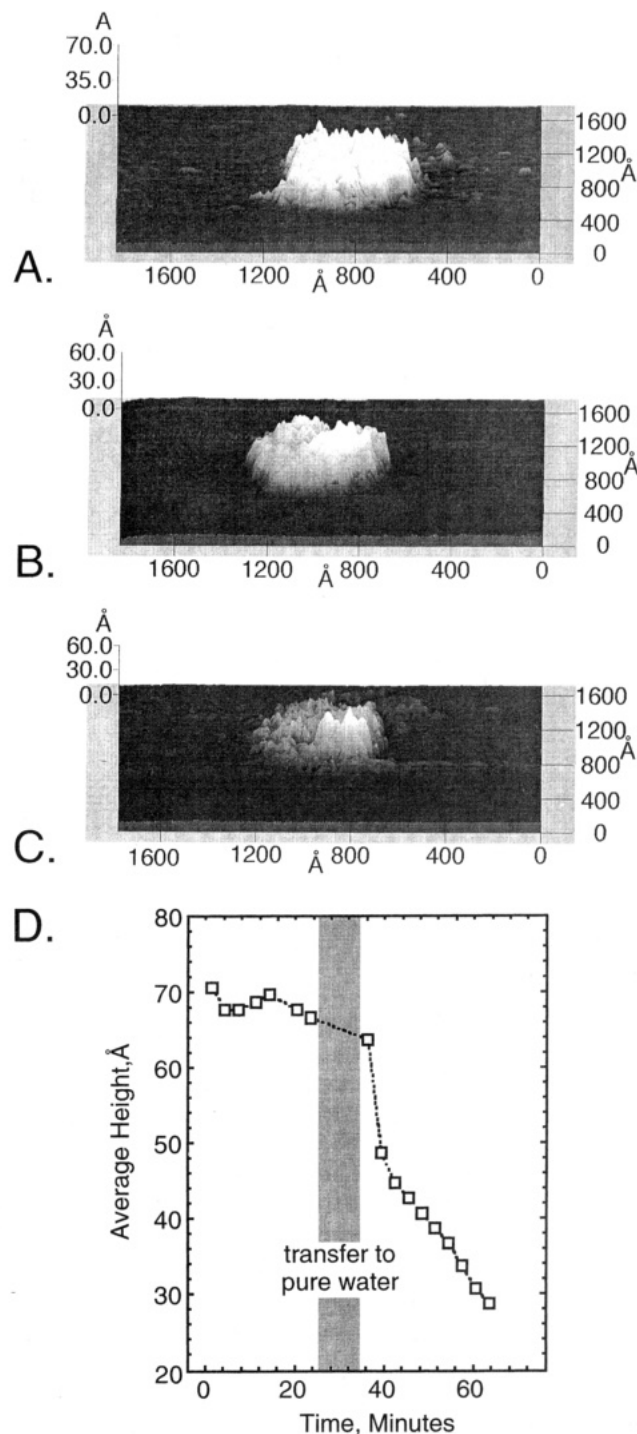 A
70.0
35.0
0.0
1600
1200
Å
800
400
0
A.
1600 1200 Å 800 400 0
Å
60.0
30.0
0.0
1600
1200
Å
800
400
0
B.
1600 1200 Å 800 400 0
Å
60.0
30.0
0.0
1600
1200
Å
800
400
0
C.
1600 1200 Å 800 400 0
D.
80
70
60
50
40
30
20
Average Height,Å
transfer to
pure water
0 20 40 60
Time, Minutes